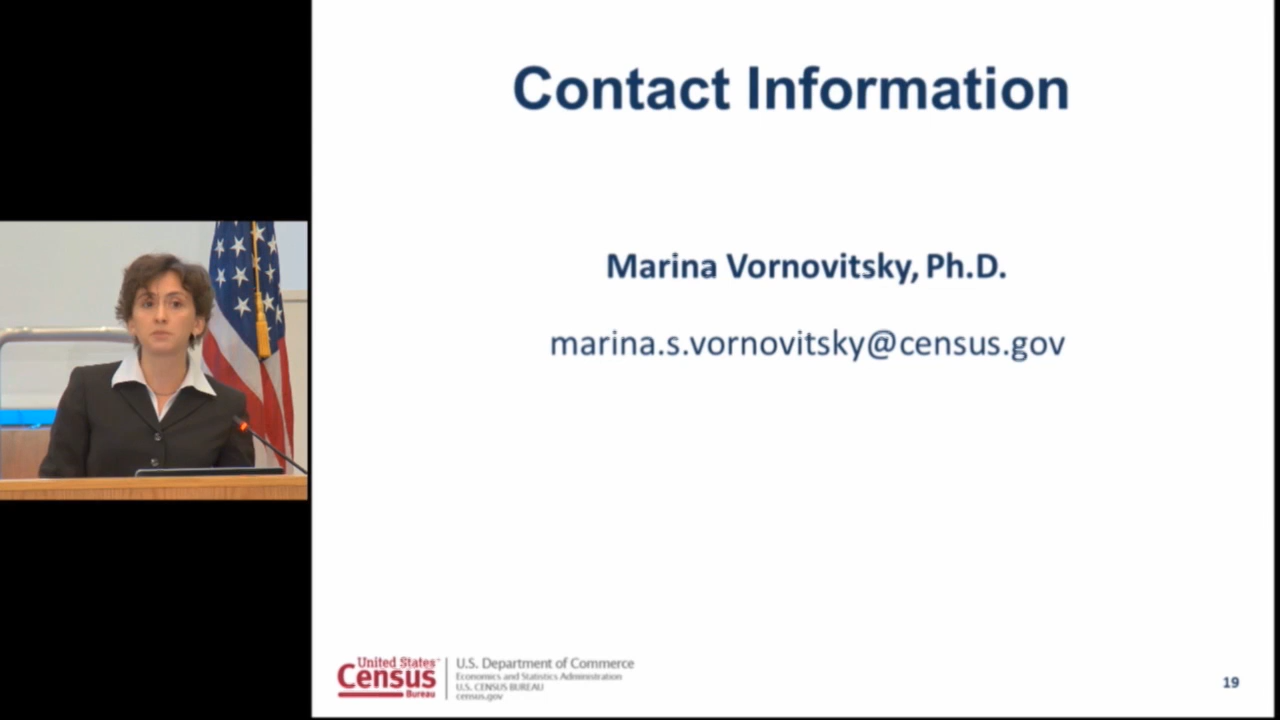 Contact Information
Marina Vornovitsky, Ph.D.
marina.s.vornovitsky@census.gov
United States™
Census
Bureau
U.S. Department of Commerce
Economics and Statistics Administration
U.S. CENSUS BUREAU
census.gov
19